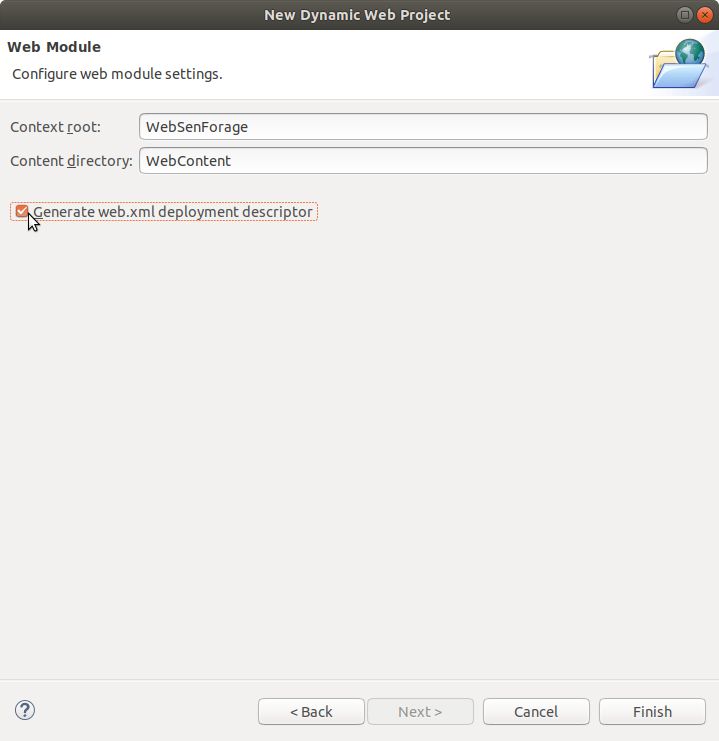 New Dynamic Web Project
Web Module
Configure web module settings.
Context root: WebSenForage
Content directory: WebContent
Generate web.xml deployment descriptor
? < Back Next > Cancel Finish